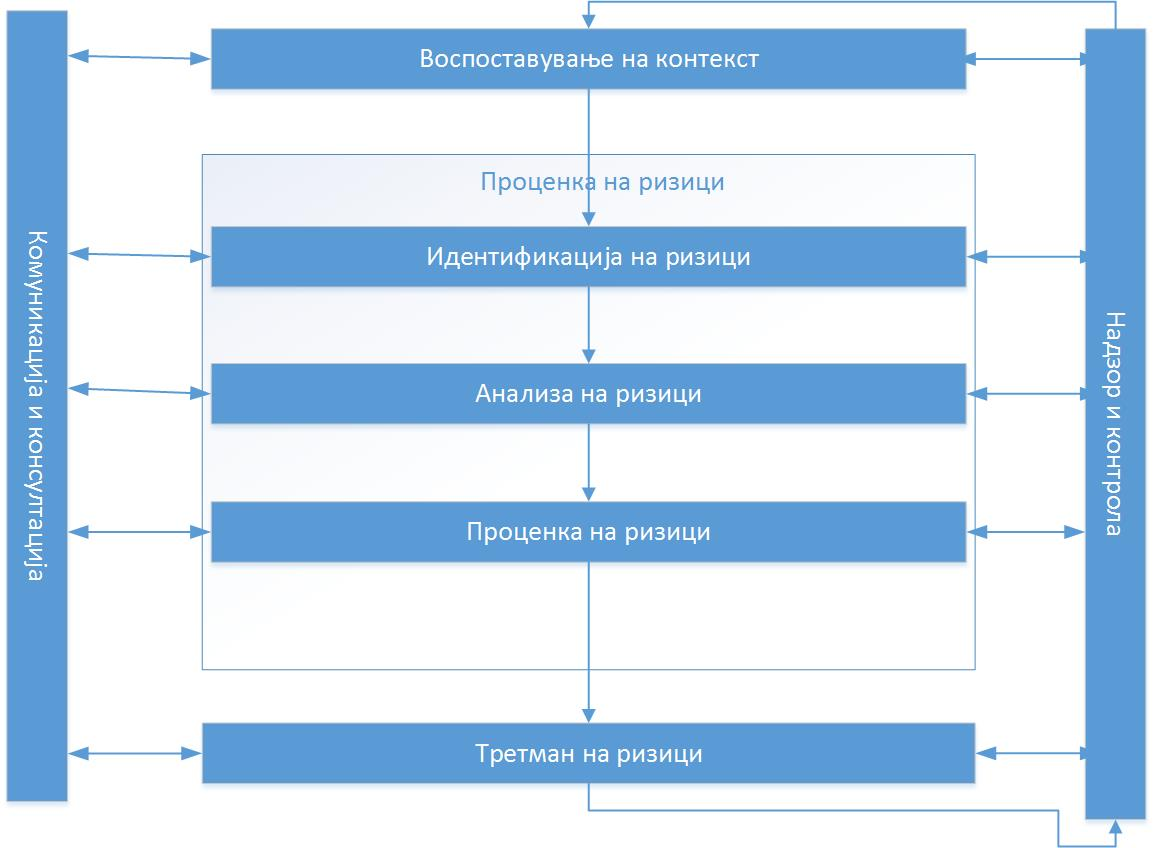 Воспоставување на контекст
Проценка на ризици
Идентификација на ризици
Анализа на ризици
Проценка на ризици
Третман на ризици
Комуникација и консултација
Надзор и контрола